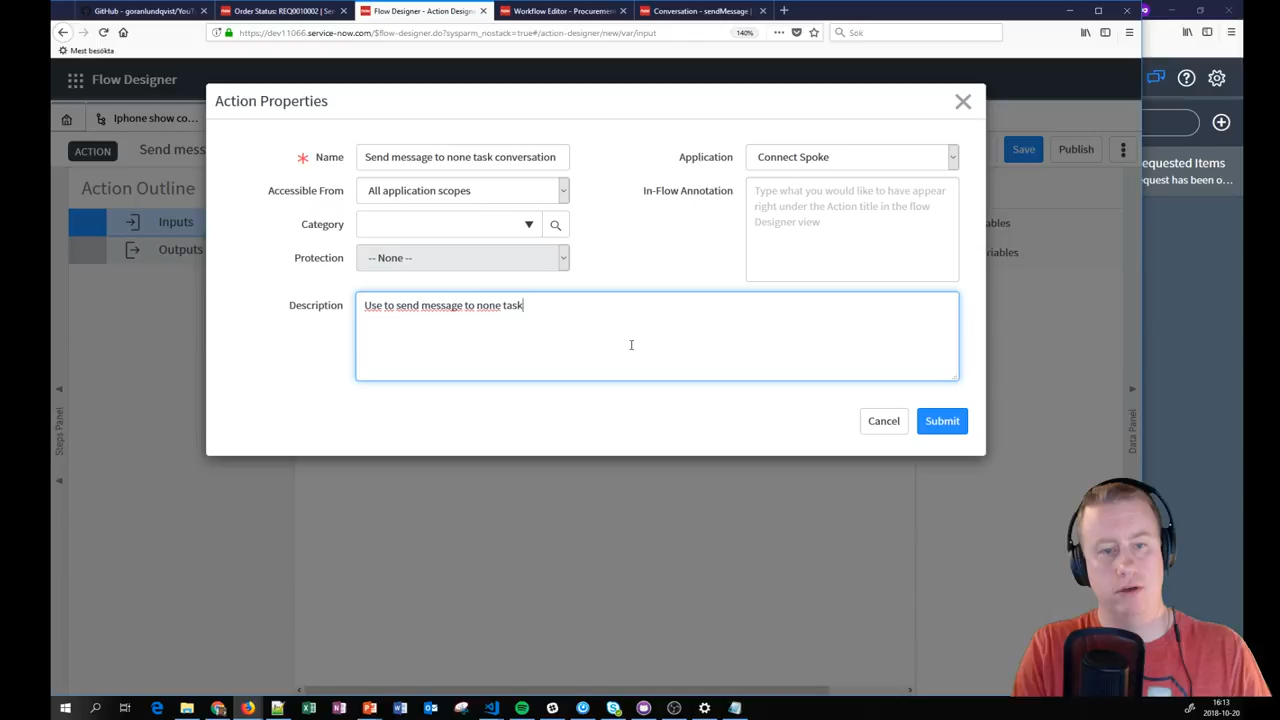 GitHub - goranlundqvist/YouT
Order Status: REQ0010002 | Serv
Flow Designer - Action Designe
Workflow Editor - Procurement
Conversation - sendMessage |
https://dev11066.service-now.com/$flow-designer.do?sysparm_nostack=true#/action-designer/new/var/input
140%
Sök
Mest besökta
Flow Designer
Iphone show co...
ACTION
Send mess
Save
Publish
Action Outline
Inputs
Outputs
Steps Panel
Data Panel
ables
ariables
equested Items
quest has been o...
Action Properties
Name
Send message to none task conversation
Application
Connect Spoke
Accessible From
All application scopes
In-Flow Annotation
Type what you would like to have appear
right under the Action title in the flow
Designer view
Category
Protection
-- None --
Description
Use to send message to none task
Cancel
Submit
16:13
2018-10-20